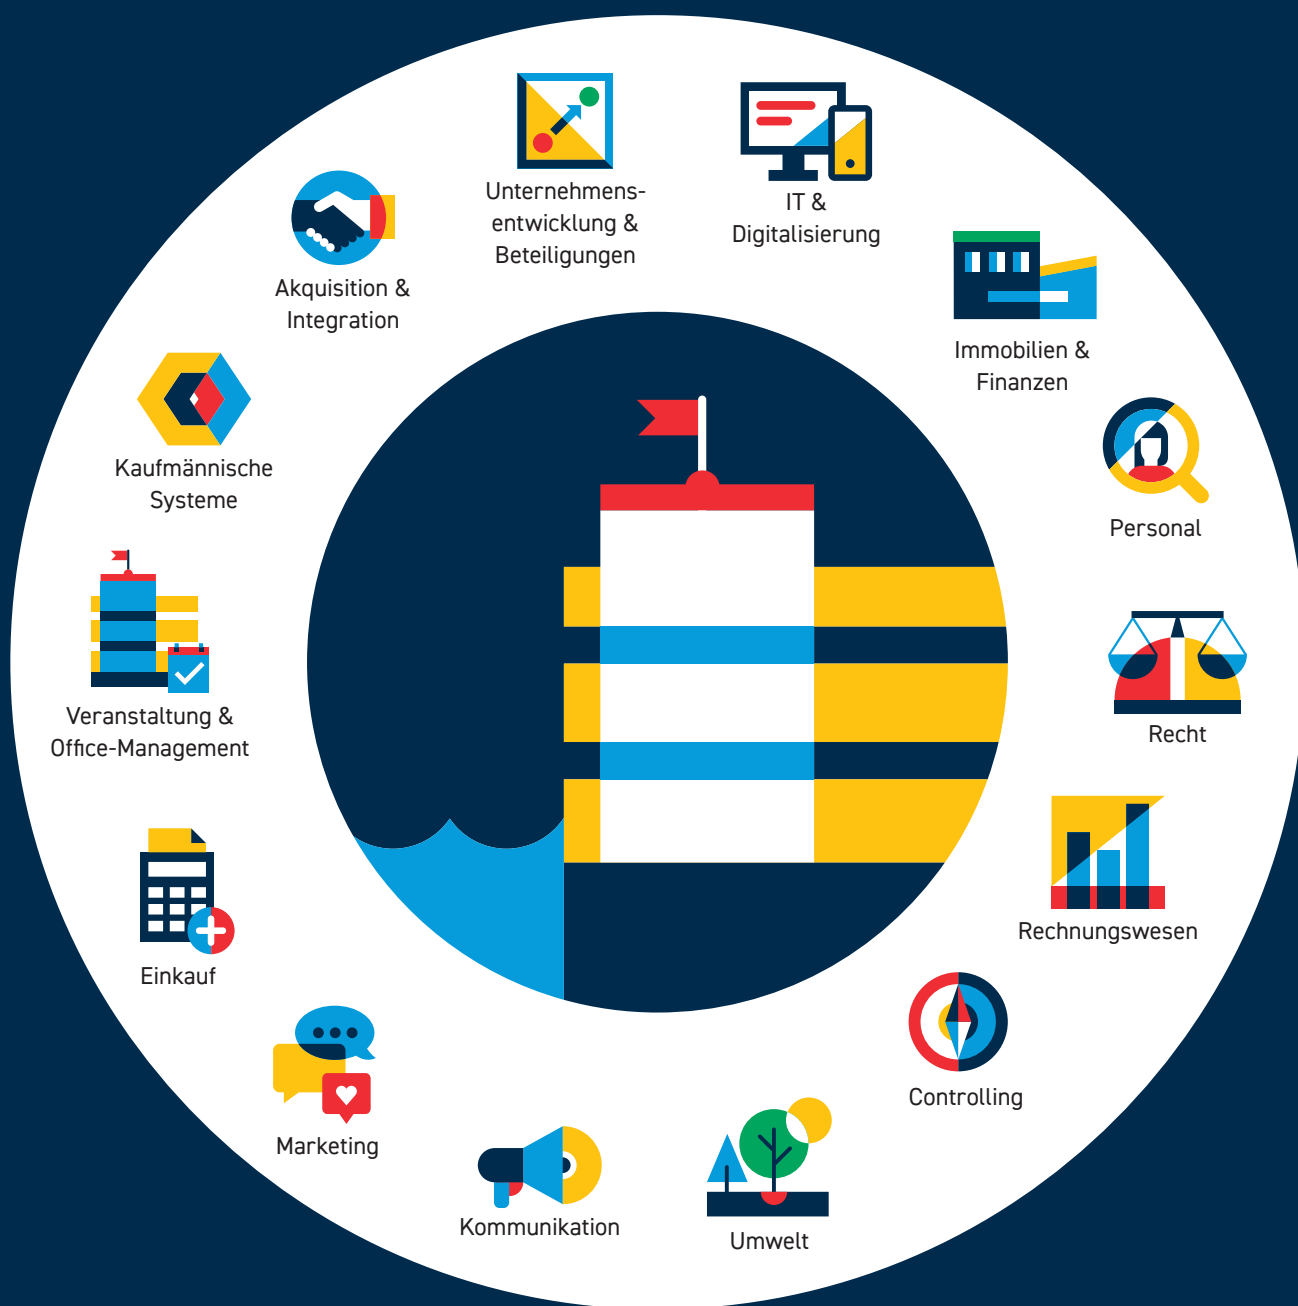 Unternehmens-
entwicklung &
Beteiligungen
IT &
Digitalisierung
Immobilien &
Finanzen
Personal
Recht
Rechnungswesen
Controlling
Umwelt
Kommunikation
Marketing
Einkauf
Veranstaltung &
Office-Management
Kaufmännische
Systeme
Akquisition &
Integration